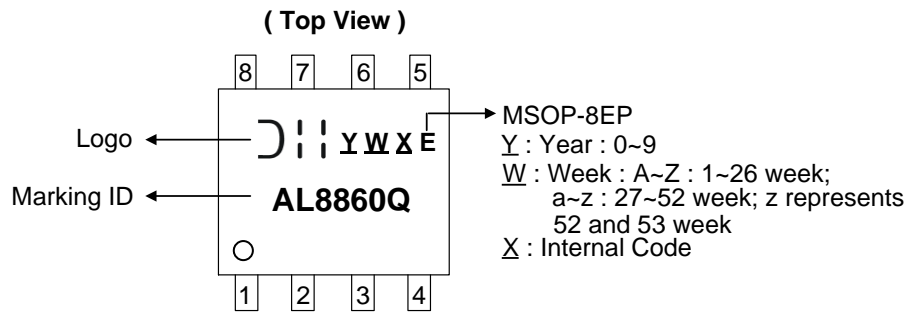 ( Top View )
8 7 6 5
Logo
Y W X E
MSOP-8EP
Y : Year : 0~9
W : Week : A~Z : 1~26 week;
a~z : 27~52 week; z represents
52 and 53 week
X : Internal Code
Marking ID
AL8860Q
1 2 3 4